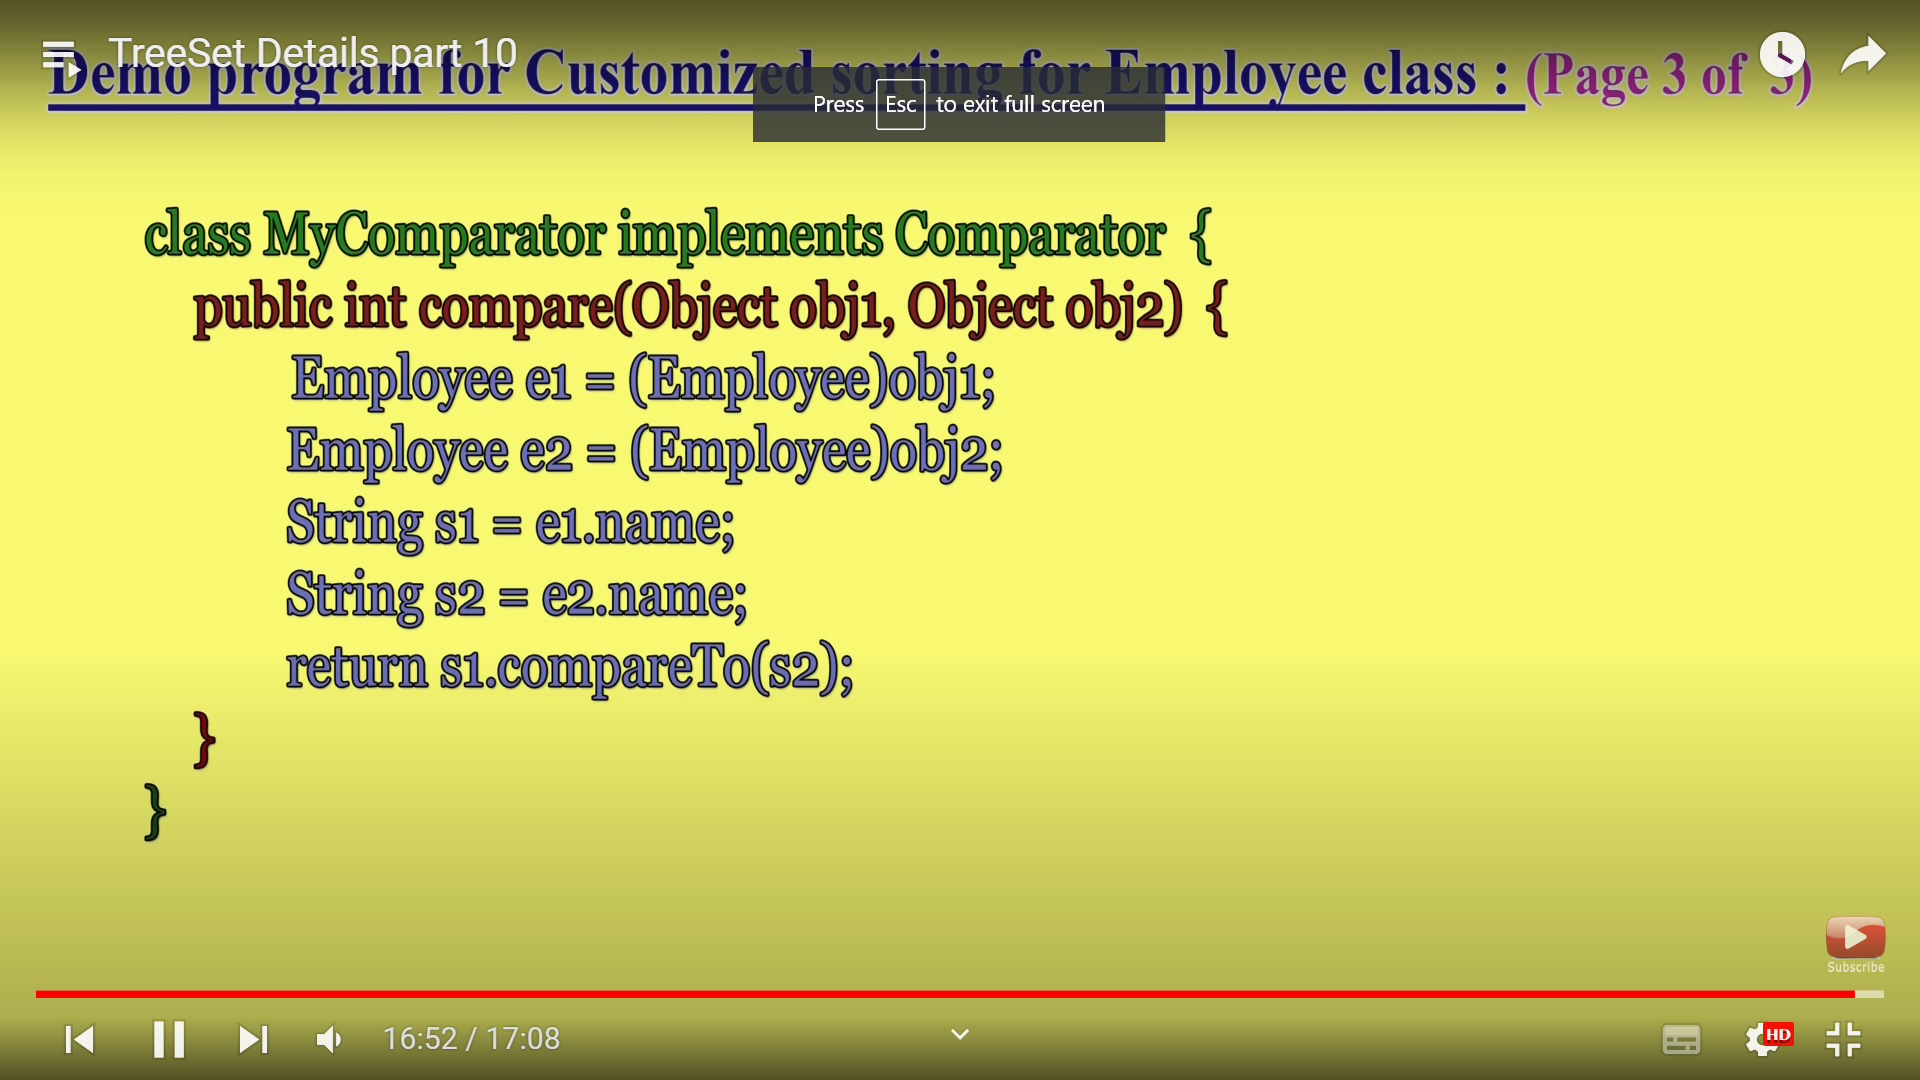 TreeSet Details part 10
Demo program for Customized sorting for Employee class : (Page 3 of 3)
Press Esc to exit full screen
class MyComparator implements Comparator {
public int compare(Object obj1, Object obj2) {
Employee e1 = (Employee)obj1;
Employee e2 = (Employee)obj2;
String s1 = e1.name;
String s2 = e2.name;
return s1.compareTo(s2);
}
}
Subscribe
16:52 / 17:08
HD